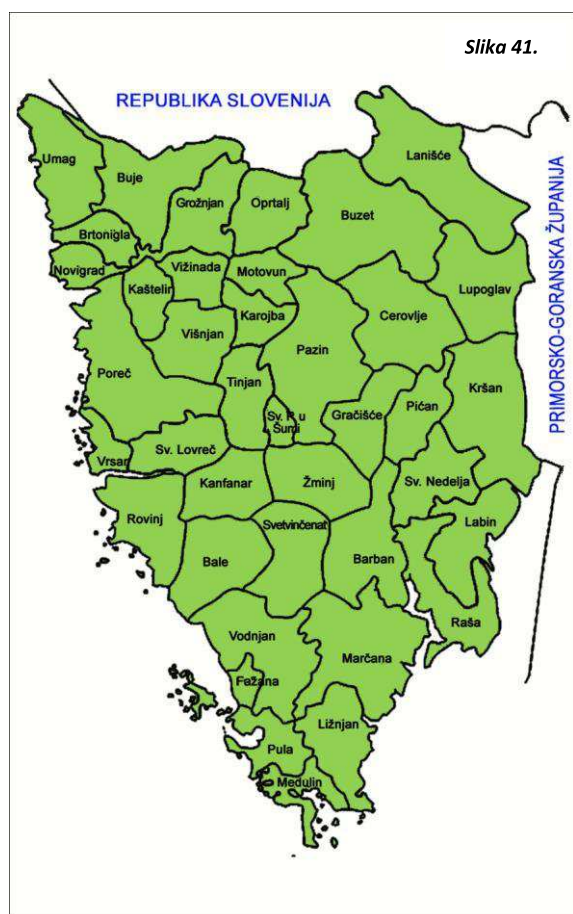 Slika 41.
REPUBLIKA SLOVENIJA
PRIMORSKO-GORANSKA ŽUPANIJA
Umag
Buje
Lanišće
Grožnjan
Oprtalj
Buzet
Brtonigla
Novigrad
Kaštelir
Vižinada
Motovun
Lupoglav
Karojba
Cerovlje
Višnjan
Pazin
Poreč
Tinjan
Kršan
Sv. P. u
Šumi
Gračišće
Pićan
Vrsar
Sv. Lovreč
Kanfanar
Žminj
Sv. Nedelja
Rovinj
Svetvinčenat
Labin
Bale
Barban
Raša
Vodnjan
Marčana
Fažana
Ližnjan
Pula
Medulin